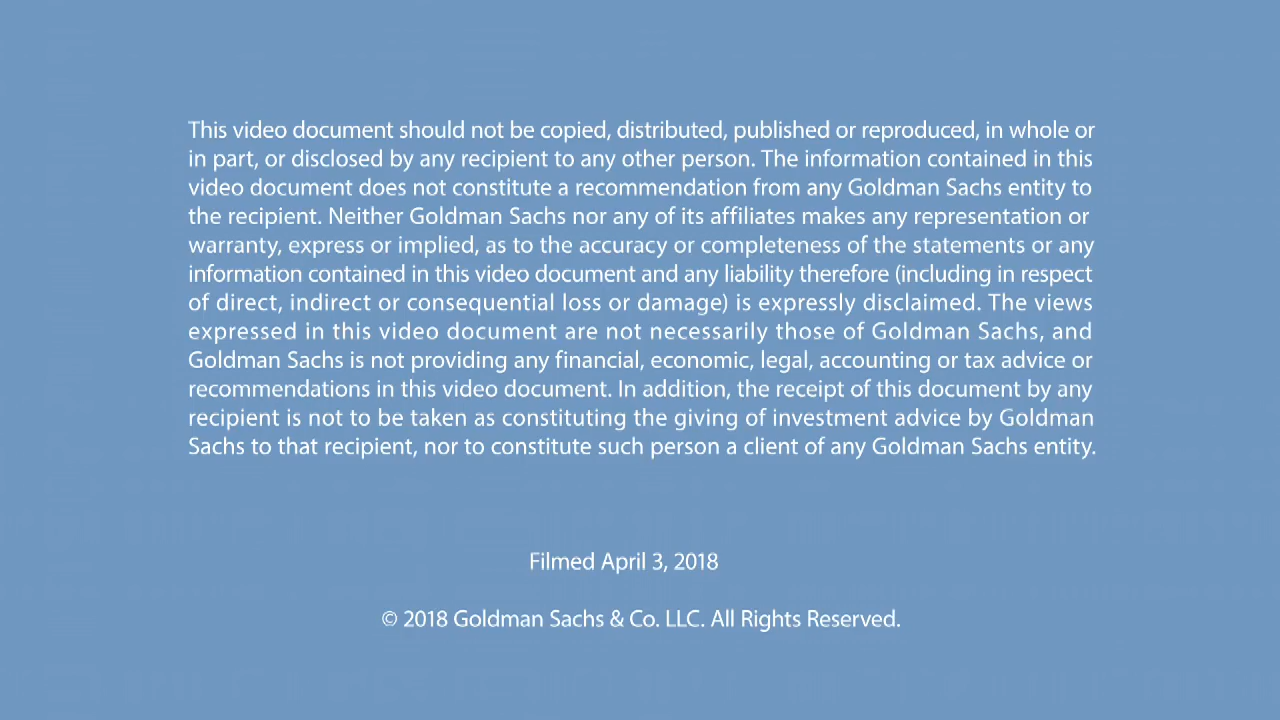 This video document should not be copied, distributed, published or reproduced, in whole or
in part, or disclosed by any recipient to any other person. The information contained in this
video document does not constitute a recommendation from any Goldman Sachs entity to
the recipient. Neither Goldman Sachs nor any of its affiliates makes any representation or
warranty, express or implied, as to the accuracy or completeness of the statements or any
information contained in this video document and any liability therefore (including in respect
of direct, indirect or consequential loss or damage) is expressly disclaimed. The views
expressed in this video document are not necessarily those of Goldman Sachs, and
Goldman Sachs is not providing any financial, economic, legal, accounting or tax advice or
recommendations in this video document. In addition, the receipt of this document by any
recipient is not to be taken as constituting the giving of investment advice by Goldman
Sachs to that recipient, nor to constitute such person a client of any Goldman Sachs entity.
Filmed April 3, 2018
© 2018 Goldman Sachs & Co. LLC. All Rights Reserved.